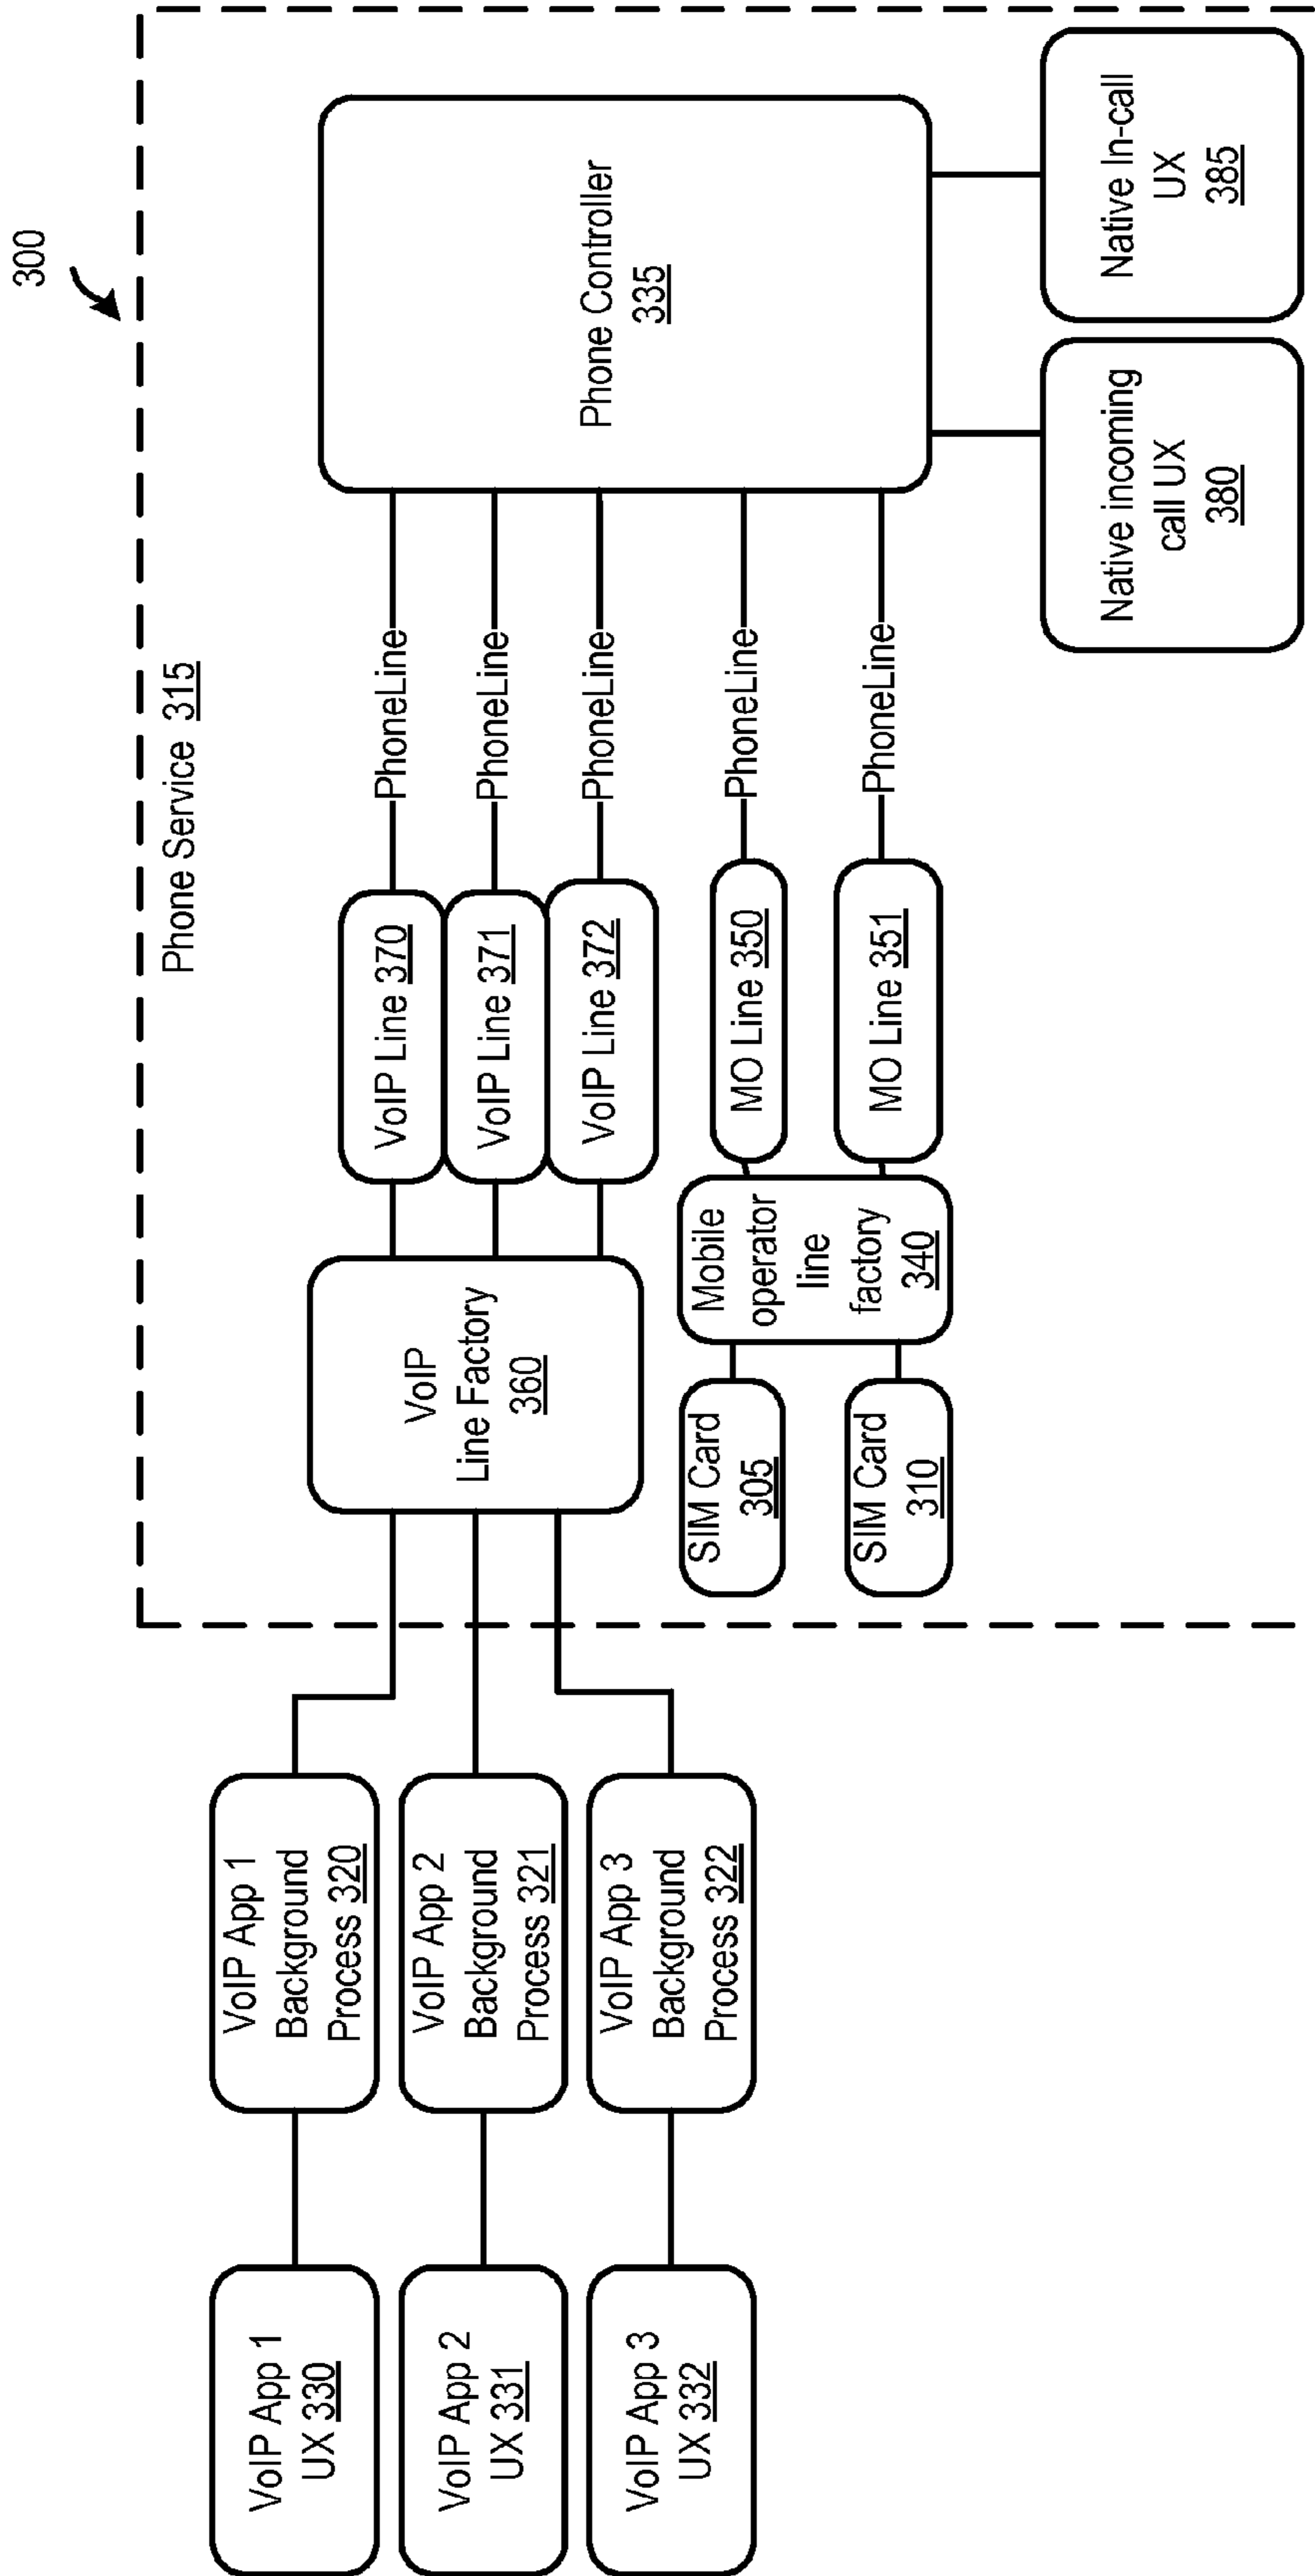 300
Phone Service 315
VoIP App 1
UX 330
VoIP App 2
UX 331
VoIP App 3
UX 332
VoIP App 1
Background
Process 320
VoIP App 2
Background
Process 321
VoIP App 3
Background
Process 322
VoIP
Line Factory
360
VoIP Line 370
VoIP Line 371
VoIP Line 372
PhoneLine
PhoneLine
PhoneLine
PhoneLine
PhoneLine
Phone Controller
335
SIM Card
305
SIM Card
310
Mobile
operator
line
factory
340
MO Line 350
MO Line 351
Native incoming
call UX
380
Native In-call
UX
385